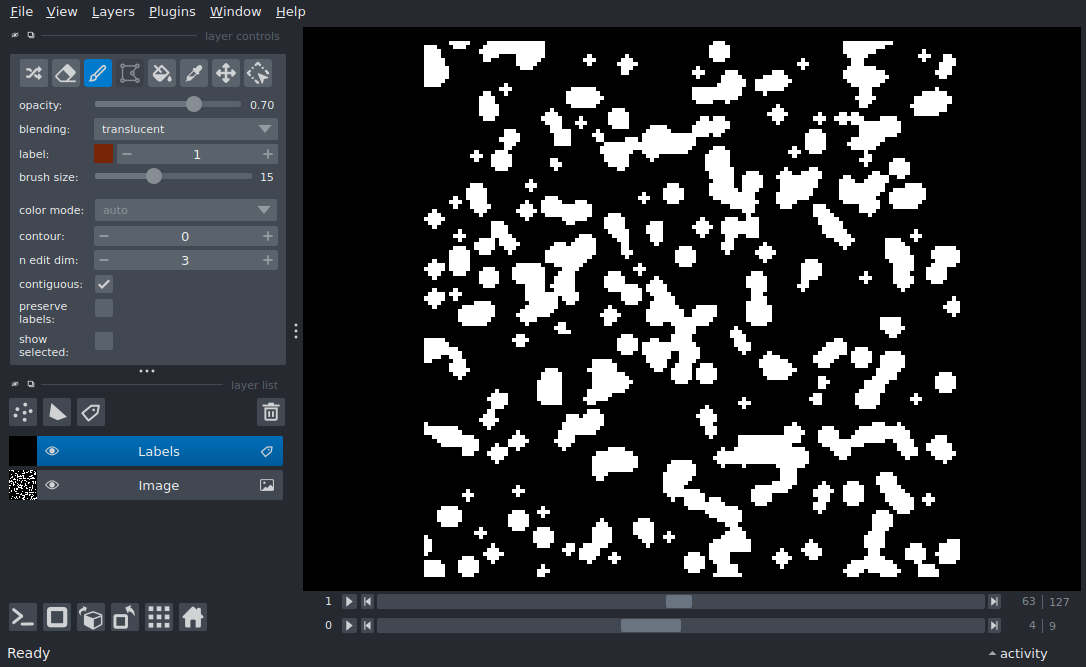 File View Layers Plugins Window Help
layer controls
opacity: 0.70
blending: translucent
label: 1
brush size: 15
color mode: auto
contour: 0
n edit dim: 3
contiguous:
preserve
labels:
show
selected:
layer list
Labels
Image
1 63 127
0 4 9
Ready activity